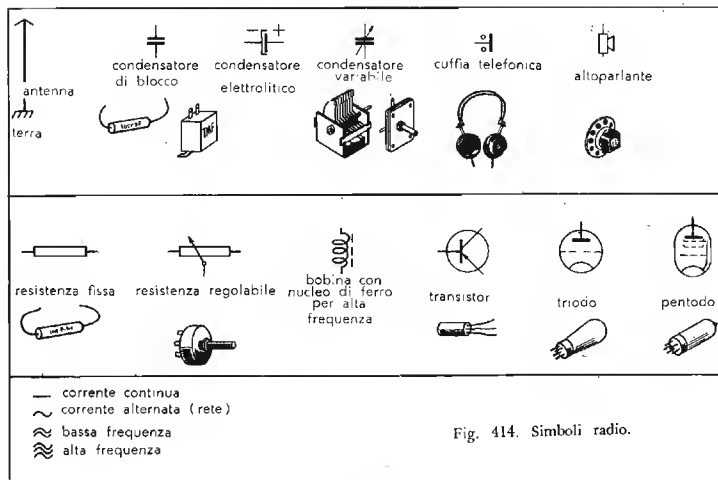 antenna
terra
condensatore
di blocco
condensatore
elettrolitico
condensatore
variabile
cuffia telefonica
altoparlante
resistenza fissa
resistenza regolabile
bobina con
nucleo di ferro
per alta
frequenza
transistor
triodo
pentodo
corrente continua
corrente alternata (rete)
bassa frequenza
alta frequenza
Fig. 414. Simboli radio.